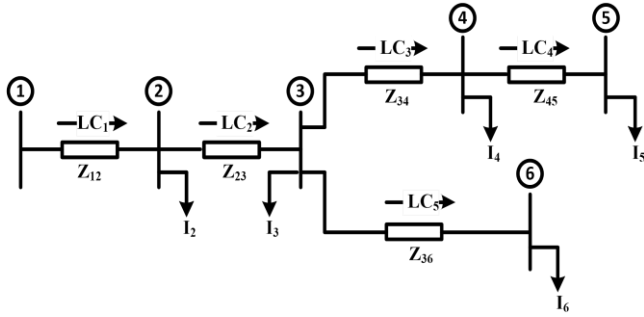 4
5
LC₃
LC₄
1
2
3
Z₃₄
Z₄₅
LC₁
LC₂
I₄
I₅
Z₁₂
Z₂₃
6
LC₅
I₂
I₃
Z₃₆
I₆